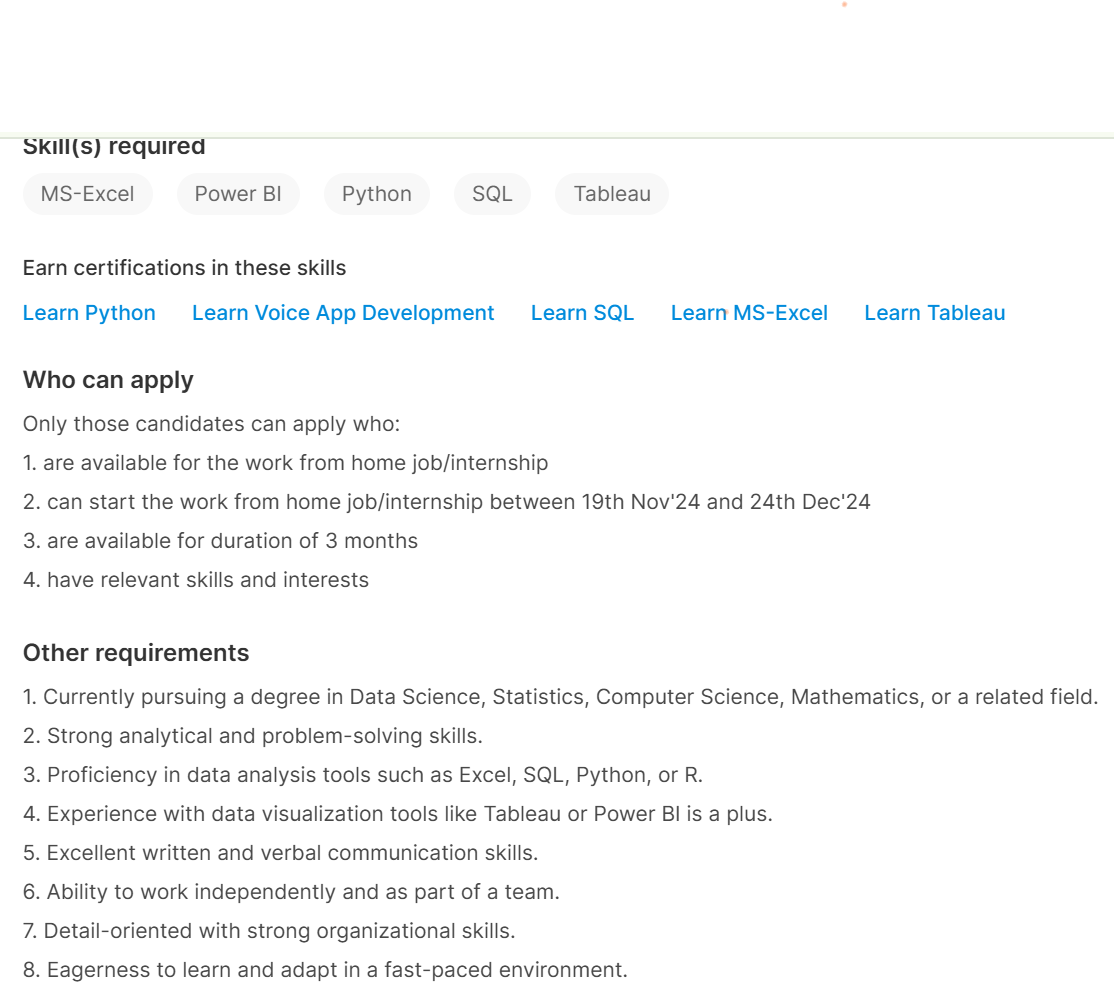 Skill(s) required
MS-Excel Power BI Python SQL Tableau
Earn certifications in these skills
Learn Python Learn Voice App Development Learn SQL Learn MS-Excel Learn Tableau
Who can apply
Only those candidates can apply who:
1. are available for the work from home job/internship
2. can start the work from home job/internship between 19th Nov'24 and 24th Dec'24
3. are available for duration of 3 months
4. have relevant skills and interests
Other requirements
1. Currently pursuing a degree in Data Science, Statistics, Computer Science, Mathematics, or a related field.
2. Strong analytical and problem-solving skills.
3. Proficiency in data analysis tools such as Excel, SQL, Python, or R.
4. Experience with data visualization tools like Tableau or Power BI is a plus.
5. Excellent written and verbal communication skills.
6. Ability to work independently and as part of a team.
7. Detail-oriented with strong organizational skills.
8. Eagerness to learn and adapt in a fast-paced environment.